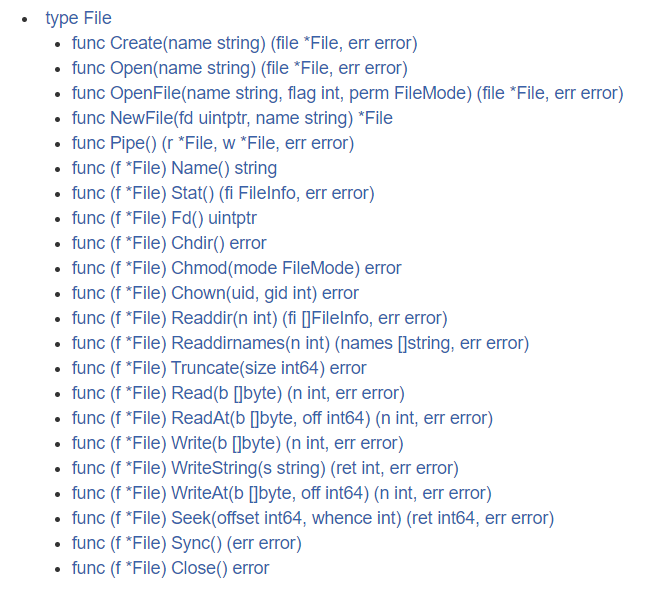 type File
func Create(name string) (file *File, err error)
func Open(name string) (file *File, err error)
func OpenFile(name string, flag int, perm FileMode) (file *File, err error)
func NewFile(fd uintptr, name string) *File
func Pipe() (r *File, w *File, err error)
func (f *File) Name() string
func (f *File) Stat() (fi FileInfo, err error)
func (f *File) Fd() uintptr
func (f *File) Chdir() error
func (f *File) Chmod(mode FileMode) error
func (f *File) Chown(uid, gid int) error
func (f *File) Readdir(n int) (fi []FileInfo, err error)
func (f *File) Readdirnames(n int) (names []string, err error)
func (f *File) Truncate(size int64) error
func (f *File) Read(b []byte) (n int, err error)
func (f *File) ReadAt(b []byte, off int64) (n int, err error)
func (f *File) Write(b []byte) (n int, err error)
func (f *File) WriteString(s string) (ret int, err error)
func (f *File) WriteAt(b []byte, off int64) (n int, err error)
func (f *File) Seek(offset int64, whence int) (ret int64, err error)
func (f *File) Sync() (err error)
func (f *File) Close() error